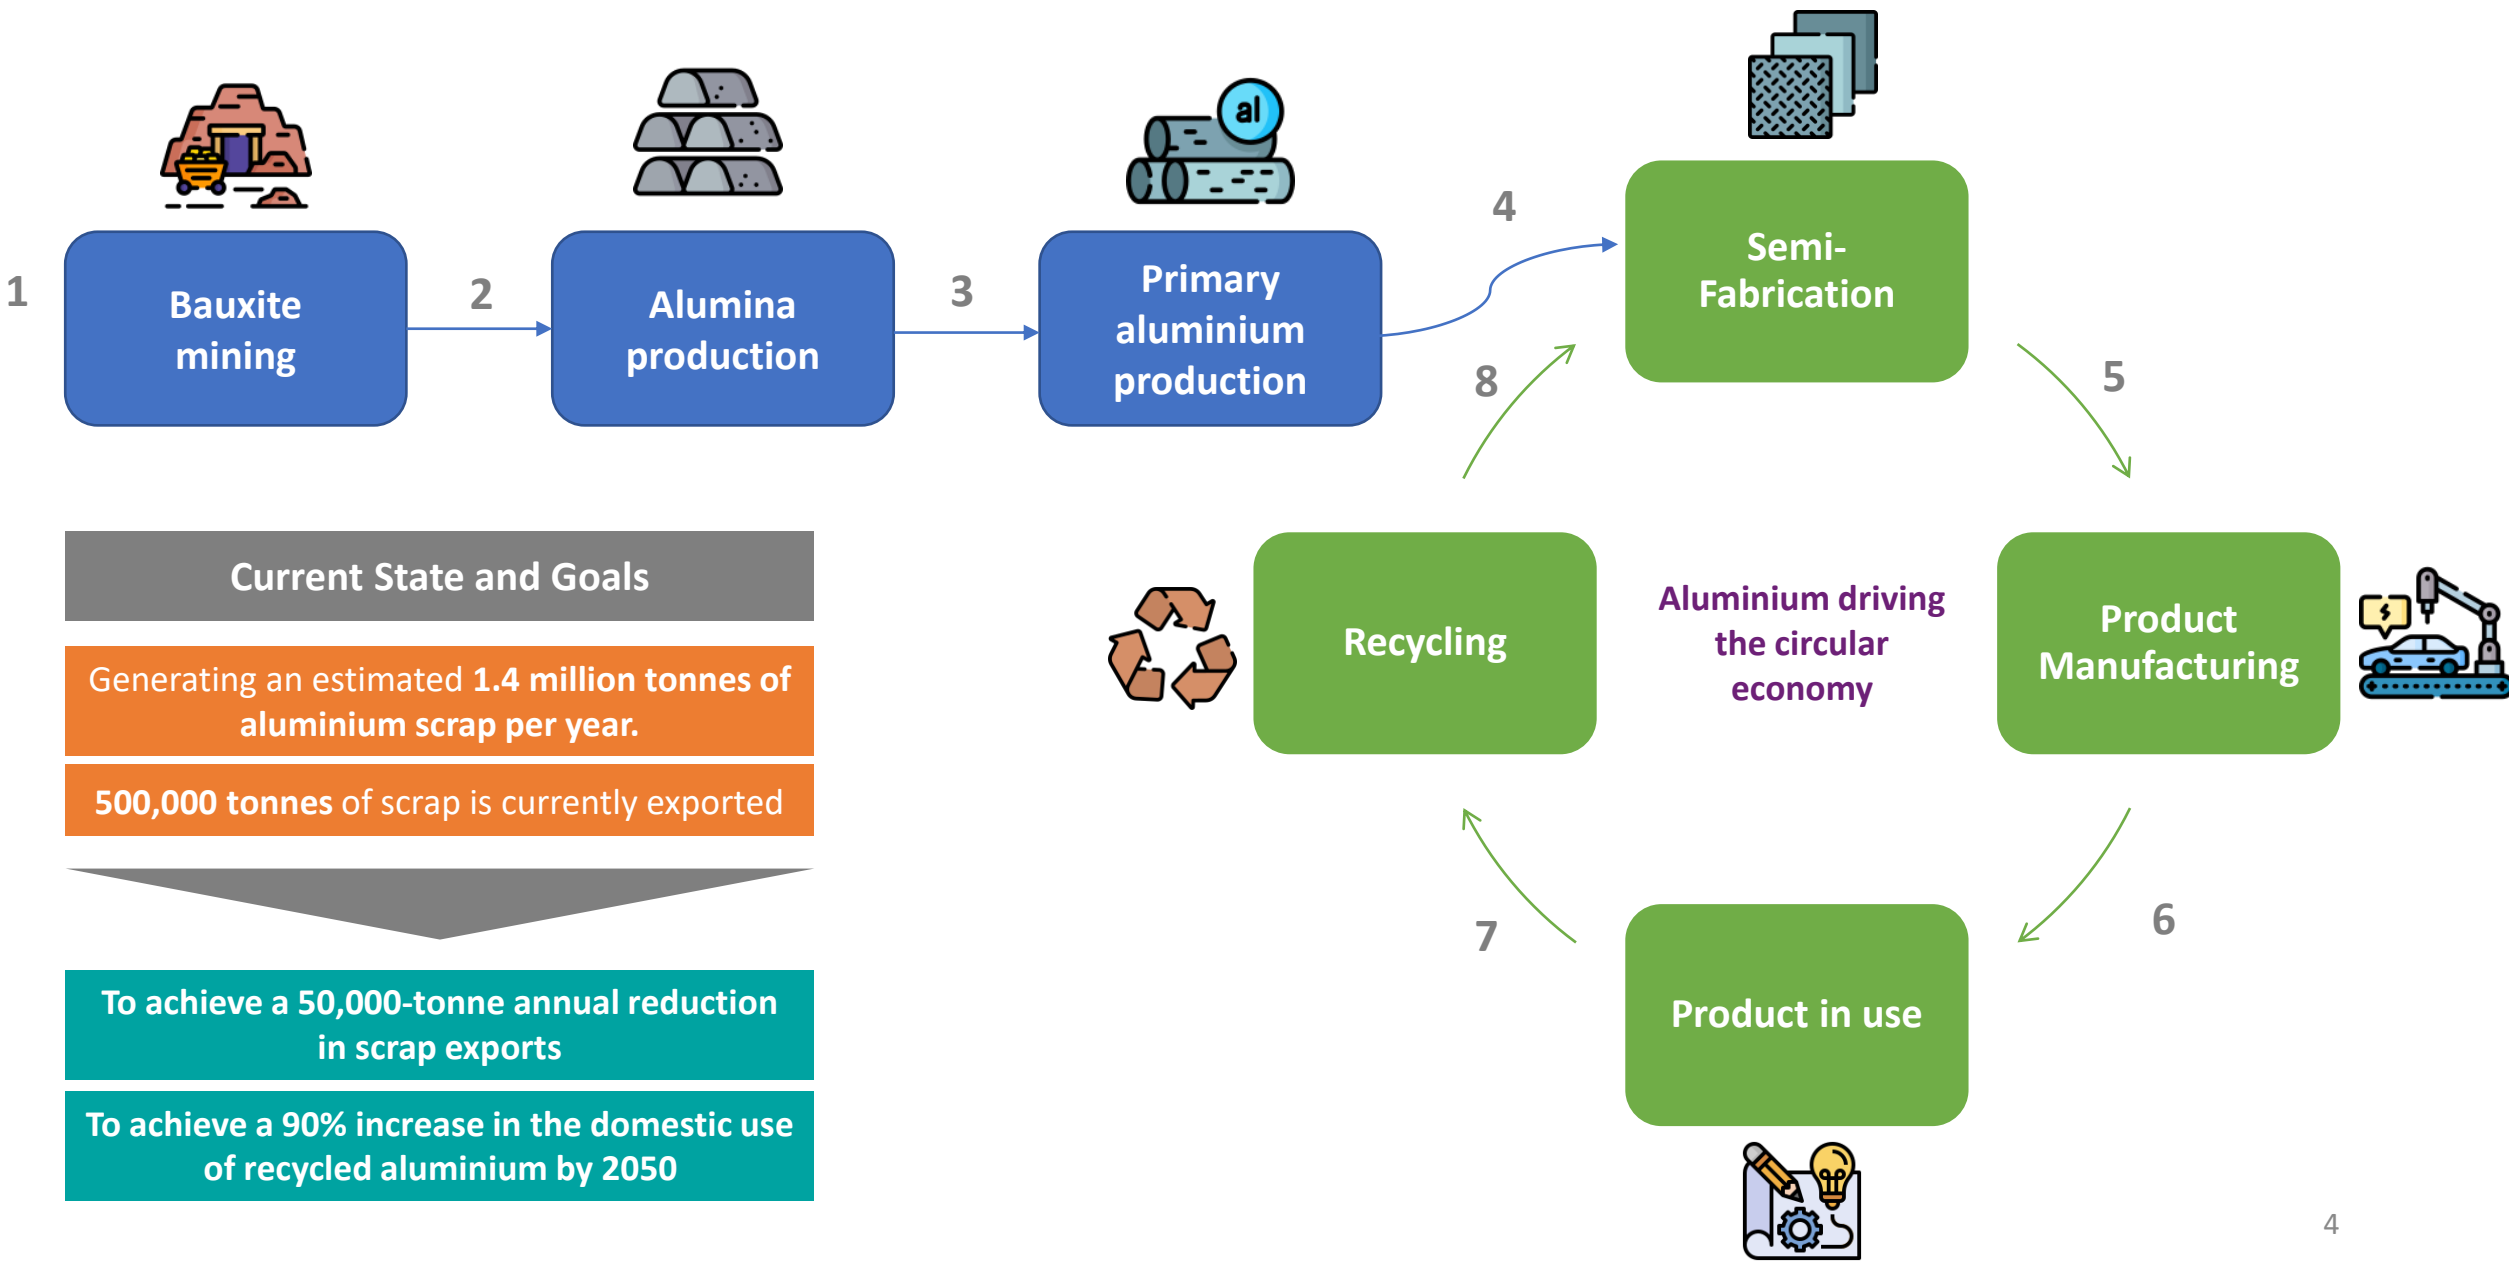 1
Bauxite
mining
2
Alumina
production
3
al
Primary
aluminium
production
4
Semi-
Fabrication
5
Product
Manufacturing
6
Product in use
7
Recycling
8
Aluminium driving
the circular
economy
Current State and Goals
Generating an estimated 1.4 million tonnes of
aluminium scrap per year.
500,000 tonnes of scrap is currently exported
To achieve a 50,000-tonne annual reduction
in scrap exports
To achieve a 90% increase in the domestic use
of recycled aluminium by 2050
4